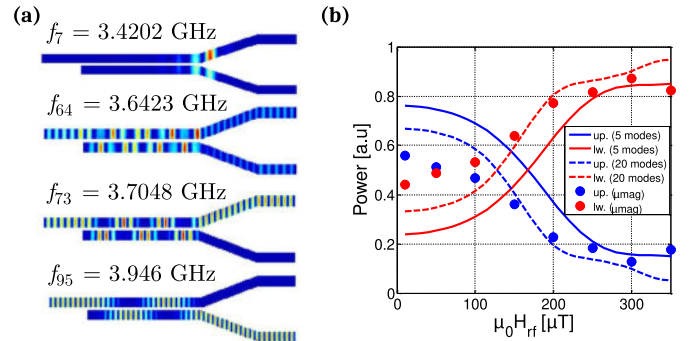 (a)
f7 = 3.4202 GHz
f64 = 3.6423 GHz
f73 = 3.7048 GHz
f95 = 3.946 GHz
(b)
Power [a.u]
1
0.8
0.6
0.4
0.2
0
0
100
200
300
μ0Hrf [μT]
up. (5 modes)
lw. (5 modes)
up. (20 modes)
lw. (20 modes)
up. (μmag)
lw. (μmag)